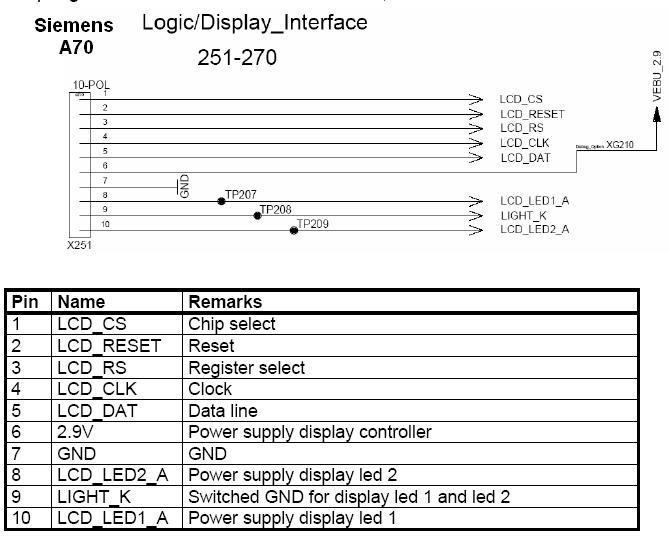 Siemens
A70
Logic/Display_Interface
251-270
10-POL
1
2
3
4
5
6
7
8
9
10
X251
GND
TP207
TP208
TP209
LCD_CS
LCD_RESET
LCD_RS
LCD_CLK
LCD_DAT
LCD_LED1_A
LIGHT_K
LCD_LED2_A
XG210
VEBU_2.9
Pin Name Remarks
1 LCD_CS Chip select
2 LCD_RESET Reset
3 LCD_RS Register select
4 LCD_CLK Clock
5 LCD_DAT Data line
6 2.9V Power supply display controller
7 GND GND
8 LCD_LED2_A Power supply display led 2
9 LIGHT_K Switched GND for display led 1 and led 2
10 LCD_LED1_A Power supply display led 1